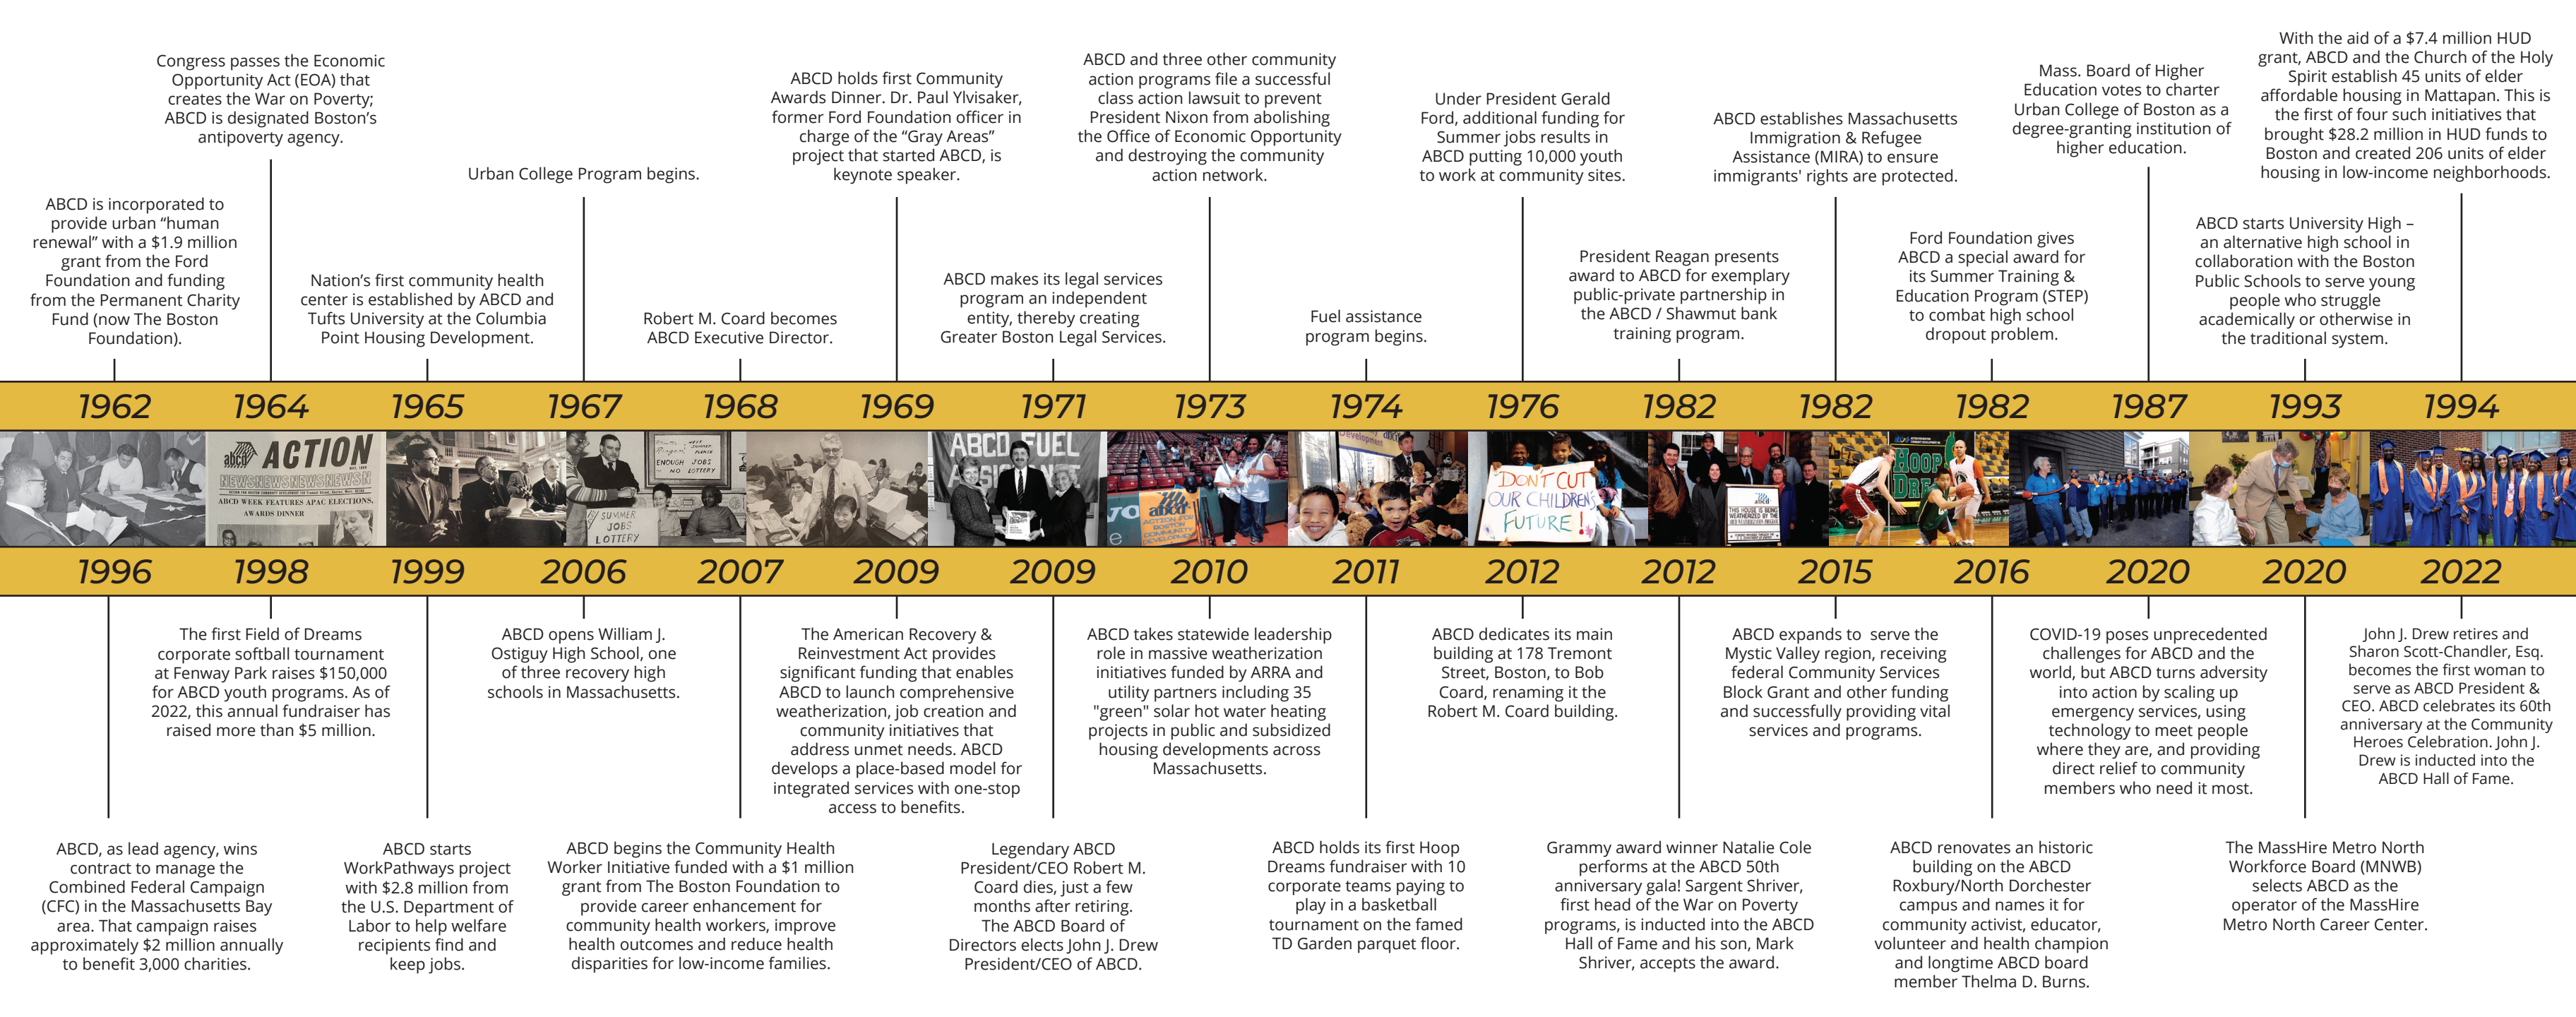 ABCD is incorporated to
provide urban “human
renewal” with a $1.9 million
grant from the Ford
Foundation and funding
from the Permanent Charity
Fund (now The Boston
Foundation).
1962
Congress passes the Economic
Opportunity Act (EOA) that
creates the War on Poverty;
ABCD is designated Boston’s
antipoverty agency.
1964
Nation’s first community health
center is established by ABCD and
Tufts University at the Columbia
Point Housing Development.
1965
Urban College Program begins.
1967
Robert M. Coard becomes
ABCD Executive Director.
1968
ABCD holds first Community
Awards Dinner. Dr. Paul Ylvisaker,
former Ford Foundation officer in
charge of the “Gray Areas”
project that started ABCD, is
keynote speaker.
1969
ABCD makes its legal services
program an independent
entity, thereby creating
Greater Boston Legal Services.
1971
ABCD and three other community
action programs file a successful
class action lawsuit to prevent
President Nixon from abolishing
the Office of Economic Opportunity
and destroying the community
action network.
1973
Fuel assistance
program begins.
1974
Under President Gerald
Ford, additional funding for
Summer jobs results in
ABCD putting 10,000 youth
to work at community sites.
1976
President Reagan presents
award to ABCD for exemplary
public-private partnership in
the ABCD / Shawmut bank
training program.
1982
ABCD establishes Massachusetts
Immigration & Refugee
Assistance (MIRA) to ensure
immigrants' rights are protected.
1982
Ford Foundation gives
ABCD a special award for
its Summer Training &
Education Program (STEP)
to combat high school
dropout problem.
1982
Mass. Board of Higher
Education votes to charter
Urban College of Boston as a
degree-granting institution of
higher education.
1987
ABCD starts University High –
an alternative high school in
collaboration with the Boston
Public Schools to serve young
people who struggle
academically or otherwise in
the traditional system.
1993
With the aid of a $7.4 million HUD
grant, ABCD and the Church of the Holy
Spirit establish 45 units of elder
affordable housing in Mattapan. This is
the first of four such initiatives that
brought $28.2 million in HUD funds to
Boston and created 206 units of elder
housing in low-income neighborhoods.
1994
abcd ACTION
NEWSNEWSNEWSNEWSN
ABCD WEEK FEATURES APAC ELECTIONS,
AWARDS DINNER
ENOUGH JOBS
NO LOTTERY
SUMMER
JOBS
LOTTERY
ABCD FUEL
abcd
ACTION FOR
BOSTON
COMMUNITY
DEVELOPMENT
DON'T CUT
OUR CHILDREN'S
FUTURE!
abcd
THIS HOUSE IS BEING
WEATHERIZED BY THE
HOOP
1996
ABCD, as lead agency, wins
contract to manage the
Combined Federal Campaign
(CFC) in the Massachusetts Bay
area. That campaign raises
approximately $2 million annually
to benefit 3,000 charities.
1998
The first Field of Dreams
corporate softball tournament
at Fenway Park raises $150,000
for ABCD youth programs. As of
2022, this annual fundraiser has
raised more than $5 million.
1999
ABCD starts
WorkPathways project
with $2.8 million from
the U.S. Department of
Labor to help welfare
recipients find and
keep jobs.
2006
ABCD opens William J.
Ostiguy High School, one
of three recovery high
schools in Massachusetts.
2007
ABCD begins the Community Health
Worker Initiative funded with a $1 million
grant from The Boston Foundation to
provide career enhancement for
community health workers, improve
health outcomes and reduce health
disparities for low-income families.
2009
The American Recovery &
Reinvestment Act provides
significant funding that enables
ABCD to launch comprehensive
weatherization, job creation and
community initiatives that
address unmet needs. ABCD
develops a place-based model for
integrated services with one-stop
access to benefits.
2009
Legendary ABCD
President/CEO Robert M.
Coard dies, just a few
months after retiring.
The ABCD Board of
Directors elects John J. Drew
President/CEO of ABCD.
2010
ABCD takes statewide leadership
role in massive weatherization
initiatives funded by ARRA and
utility partners including 35
"green" solar hot water heating
projects in public and subsidized
housing developments across
Massachusetts.
2011
ABCD holds its first Hoop
Dreams fundraiser with 10
corporate teams paying to
play in a basketball
tournament on the famed
TD Garden parquet floor.
2012
ABCD dedicates its main
building at 178 Tremont
Street, Boston, to Bob
Coard, renaming it the
Robert M. Coard building.
2012
Grammy award winner Natalie Cole
performs at the ABCD 50th
anniversary gala! Sargent Shriver,
first head of the War on Poverty
programs, is inducted into the ABCD
Hall of Fame and his son, Mark
Shriver, accepts the award.
2015
ABCD expands to serve the
Mystic Valley region, receiving
federal Community Services
Block Grant and other funding
and successfully providing vital
services and programs.
2016
ABCD renovates an historic
building on the ABCD
Roxbury/North Dorchester
campus and names it for
community activist, educator,
volunteer and health champion
and longtime ABCD board
member Thelma D. Burns.
2020
COVID-19 poses unprecedented
challenges for ABCD and the
world, but ABCD turns adversity
into action by scaling up
emergency services, using
technology to meet people
where they are, and providing
direct relief to community
members who need it most.
2020
The MassHire Metro North
Workforce Board (MNWB)
selects ABCD as the
operator of the MassHire
Metro North Career Center.
2022
John J. Drew retires and
Sharon Scott-Chandler, Esq.
becomes the first woman to
serve as ABCD President &
CEO. ABCD celebrates its 60th
anniversary at the Community
Heroes Celebration. John J.
Drew is inducted into the
ABCD Hall of Fame.